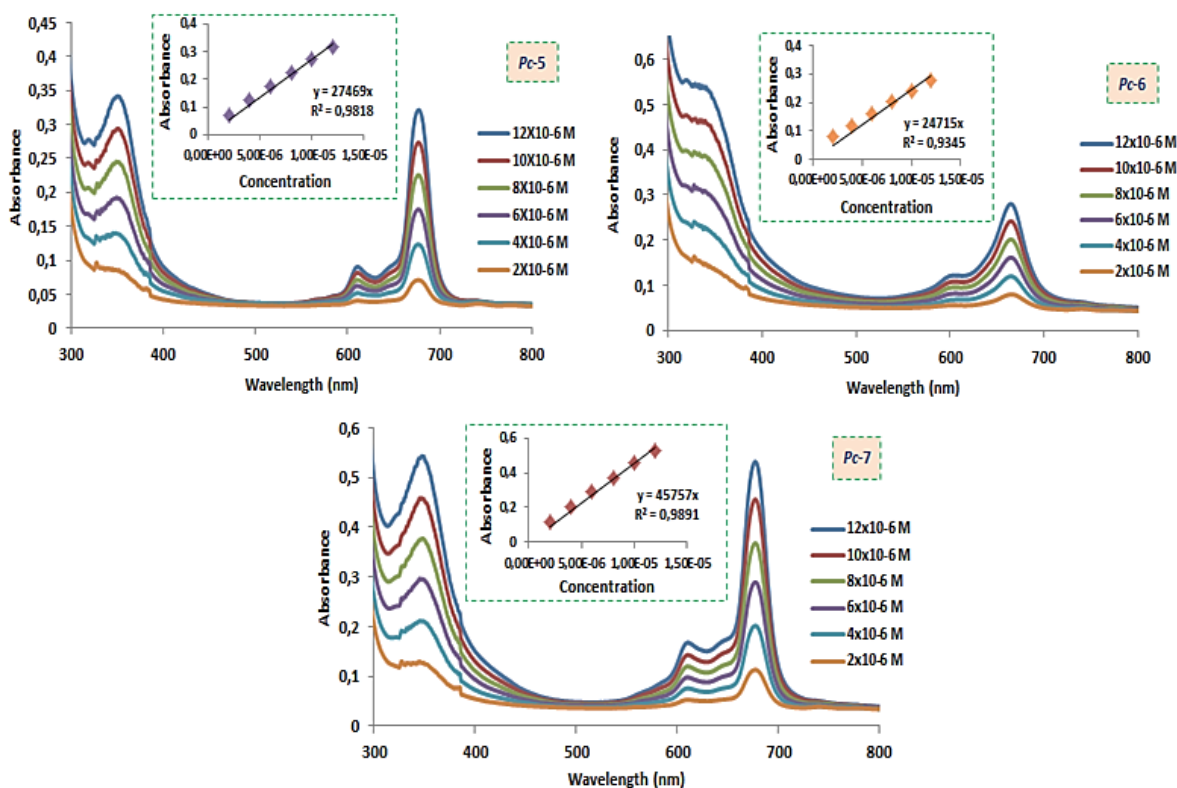 Pc-5
Absorbance
0,45
0,4
0,35
0,3
0,25
0,2
0,15
0,1
0,05
0
300 400 500 600 700 800
Wavelength (nm)
Absorbance
0,4
0,3
0,2
0,1
0
0,00E+00 5,00E-06 1,00E-05 1,50E-05
Concentration
y = 27469x
R² = 0,9818
12X10-6 M
10X10-6 M
8X10-6 M
6X10-6 M
4X10-6 M
2X10-6 M
Pc-6
Absorbance
0,6
0,5
0,4
0,3
0,2
0,1
0
300 400 500 600 700 800
Wavelength (nm)
Absorbance
0,4
0,3
0,2
0,1
0
0,00E+00 5,00E-06 1,00E-05 1,50E-05
Concentration
y = 24715x
R² = 0,9345
12x10-6 M
10x10-6 M
8x10-6 M
6x10-6 M
4x10-6 M
2x10-6 M
Pc-7
Absorbance
0,6
0,5
0,4
0,3
0,2
0,1
0
300 400 500 600 700 800
Wavelength (nm)
Absorbance
0,6
0,4
0,2
0
0,00E+00 5,00E-06 1,00E-05 1,50E-05
Concentration
y = 45757x
R² = 0,9891
12x10-6 M
10x10-6 M
8x10-6 M
6x10-6 M
4x10-6 M
2x10-6 M